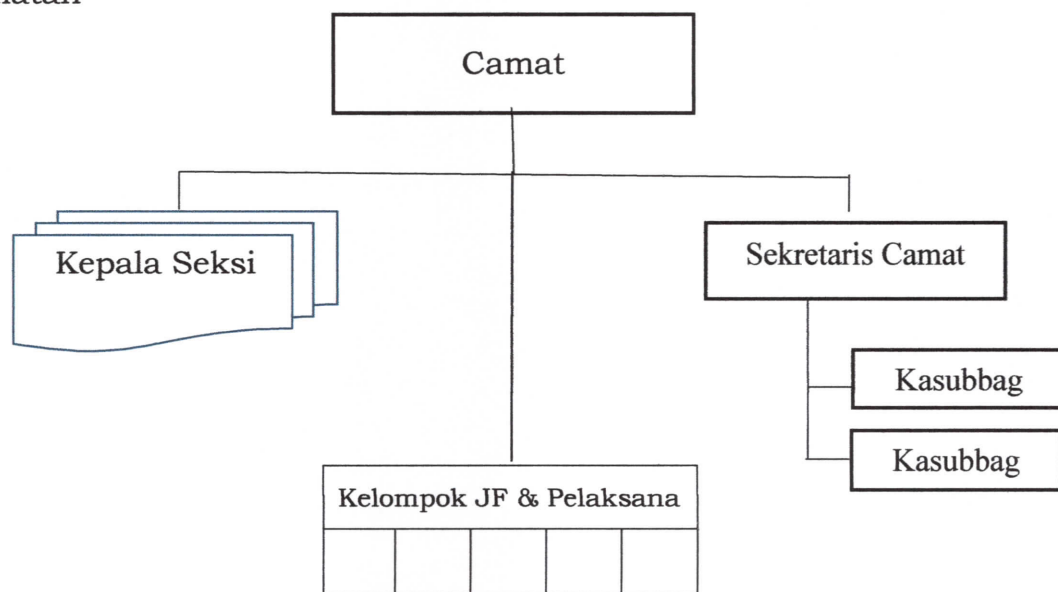 Camat
Kepala Seksi
Sekretaris Camat
Kasubbag
Kasubbag
Kelompok JF & Pelaksana